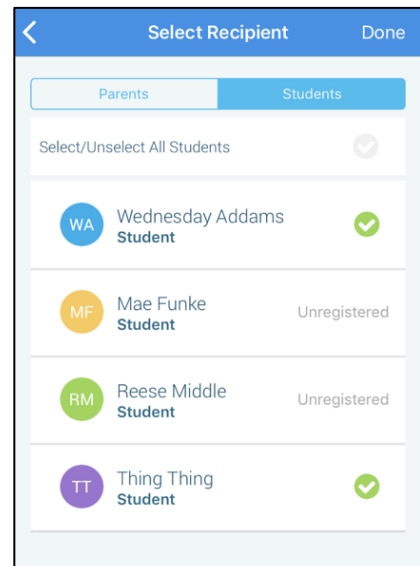 Select Recipient Done
Parents Students
Select/Unselect All Students
WA Wednesday Addams
Student
MF Mae Funke Unregistered
Student
RM Reese Middle Unregistered
Student
TT Thing Thing
Student